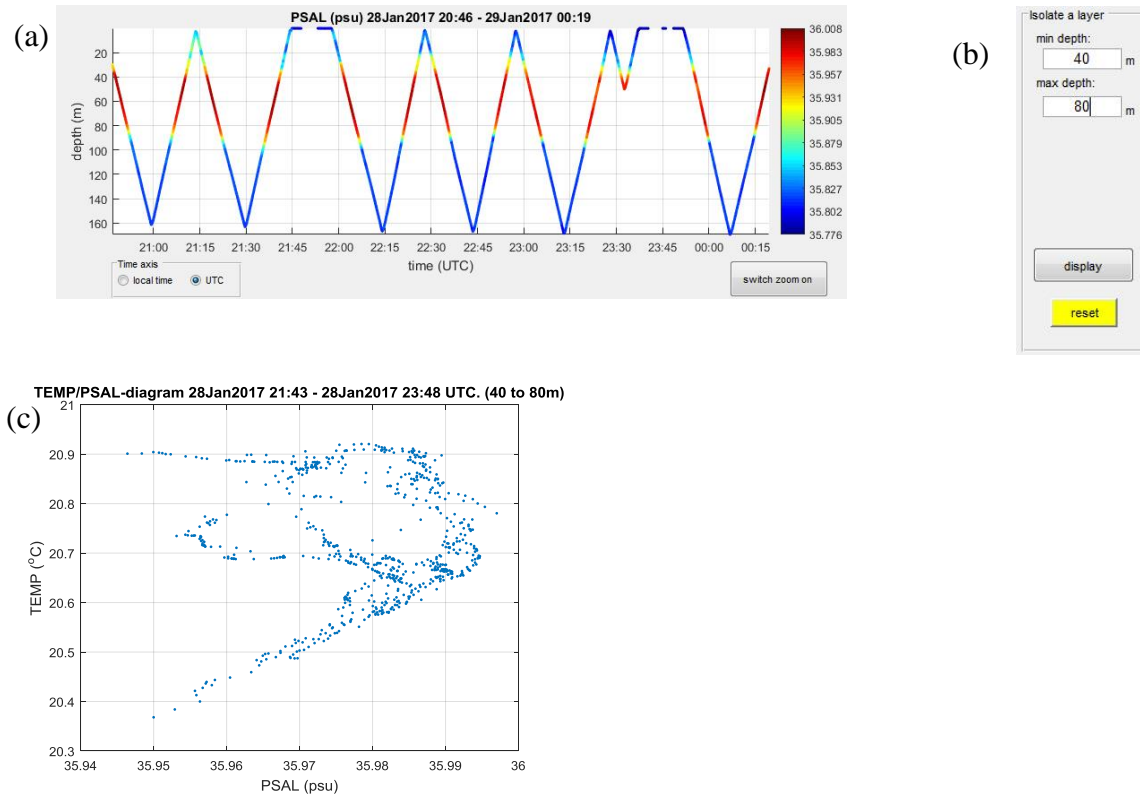 (a)
PSAL (psu) 28Jan2017 20:46 - 29Jan2017 00:19
20
40
60
80
100
120
140
160
depth (m)
21:00 21:15 21:30 21:45 22:00 22:15 22:30 22:45 23:00 23:15 23:30 23:45 00:00 00:15
time (UTC)
36.008
35.983
35.957
35.931
35.905
35.879
35.853
35.827
35.802
35.776
Time axis
local time UTC
switch zoom on
(b)
Isolate a layer
min depth:
40 m
max depth:
80 m
display
reset
(c)
TEMP/PSAL-diagram 28Jan2017 21:43 - 28Jan2017 23:48 UTC. (40 to 80m)
21
20.9
20.8
20.7
20.6
20.5
20.4
20.3
TEMP (°C)
35.94 35.95 35.96 35.97 35.98 35.99 36
PSAL (psu)